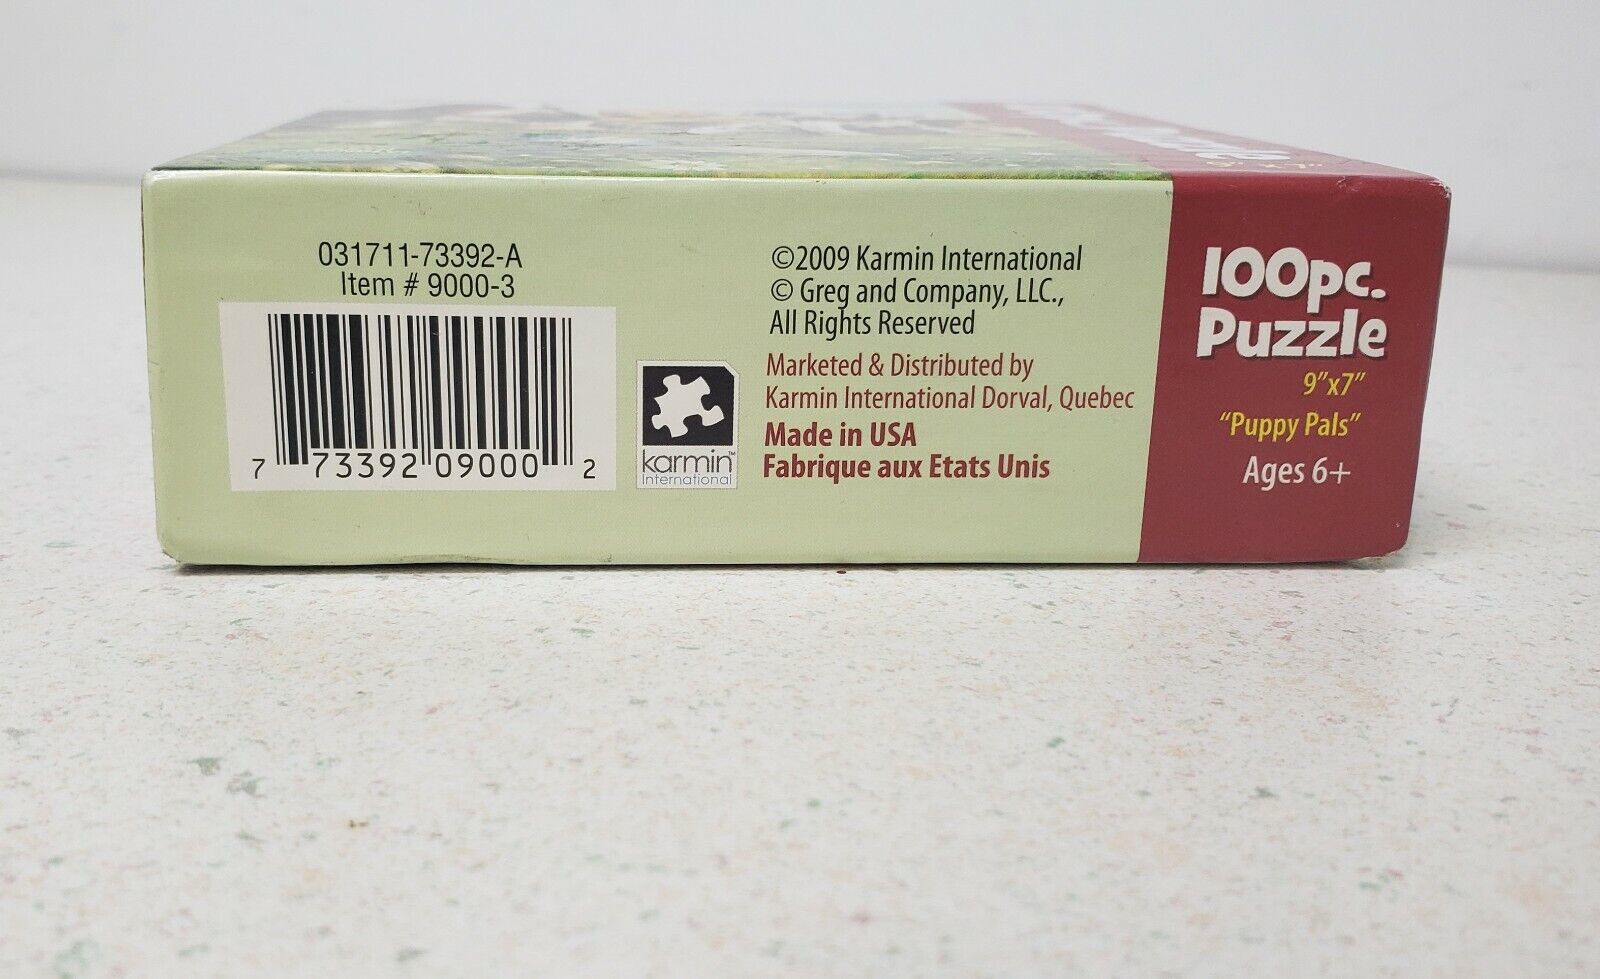 031711-73392-A
Item # 9000-3
7 73392 09000 2
karmin™
International
©2009 Karmin International
© Greg and Company, LLC.,
All Rights Reserved
Marketed & Distributed by
Karmin International Dorval, Quebec
Made in USA
Fabrique aux Etats Unis
100pc.
Puzzle
9”x7”
“Puppy Pals”
Ages 6+